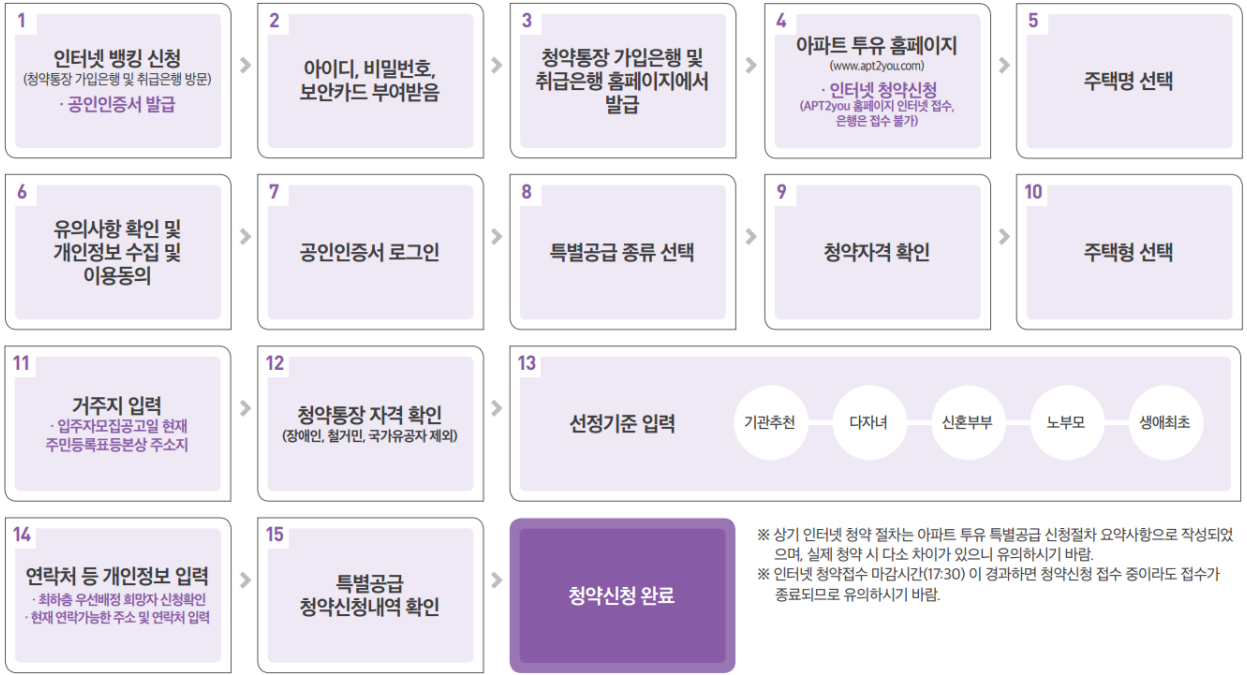 1
인터넷 뱅킹 신청
(청약통장 가입은행 및 취급은행 방문)
· 공인인증서 발급
2
아이디, 비밀번호,
보안카드 부여받음
3
청약통장 가입은행 및
취급은행 홈페이지에서
발급
4
아파트 투유 홈페이지
(www.apt2you.com)
· 인터넷 청약신청
(APT2you 홈페이지 인터넷 접수,
은행은 접수 불가)
5
주택명 선택
6
유의사항 확인 및
개인정보 수집 및
이용동의
7
공인인증서 로그인
8
특별공급 종류 선택
9
청약자격 확인
10
주택형 선택
11
거주지 입력
· 입주자모집공고일 현재
주민등록표등본상 주소지
12
청약통장 자격 확인
(장애인, 철거민, 국가유공자 제외)
13
선정기준 입력
기관추천
다자녀
신혼부부
노부모
생애최초
14
연락처 등 개인정보 입력
· 최하층 우선배정 희망자 신청확인
· 현재 연락가능한 주소 및 연락처 입력
15
특별공급
청약신청내역 확인
청약신청 완료
※ 상기 인터넷 청약 절차는 아파트 투유 특별공급 신청절차 요약사항으로 작성되었
으며, 실제 청약 시 다소 차이가 있으니 유의하시기 바람.
※ 인터넷 청약접수 마감시간(17:30) 이 경과하면 청약신청 접수 중이라도 접수가
종료되므로 유의하시기 바람.